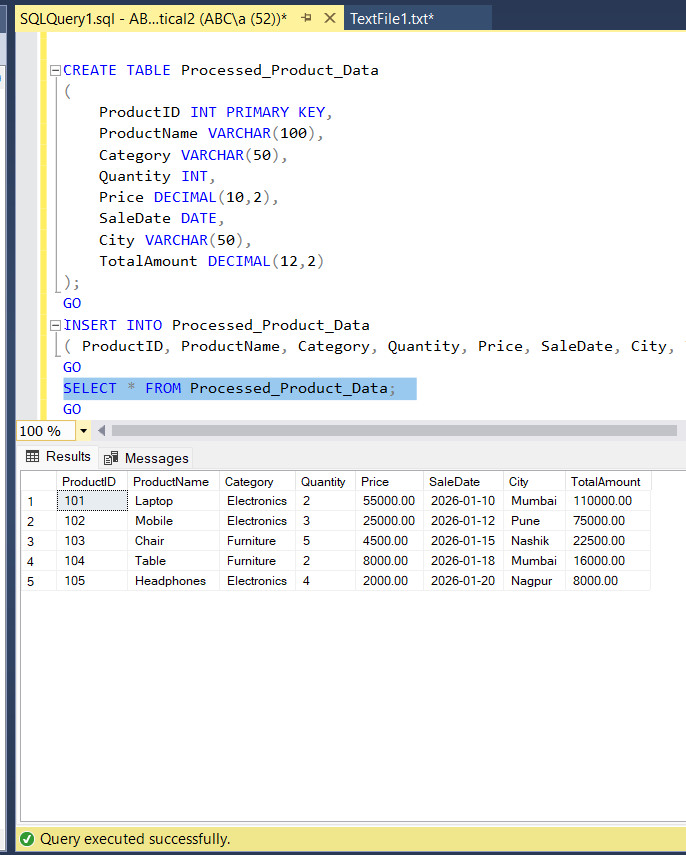 SQLQuery1.sql - AB...tical2 (ABC\a (52))*
TextFile1.txt*
CREATE TABLE Processed_Product_Data
(
ProductID INT PRIMARY KEY,
ProductName VARCHAR(100),
Category VARCHAR(50),
Quantity INT,
Price DECIMAL(10,2),
SaleDate DATE,
City VARCHAR(50),
TotalAmount DECIMAL(12,2)
);
GO
INSERT INTO Processed_Product_Data
( ProductID, ProductName, Category, Quantity, Price, SaleDate, City,
GO
SELECT * FROM Processed_Product_Data;
GO
100 %
Results Messages
ProductID ProductName Category Quantity Price SaleDate City TotalAmount
1 101 Laptop Electronics 2 55000.00 2026-01-10 Mumbai 110000.00
2 102 Mobile Electronics 3 25000.00 2026-01-12 Pune 75000.00
3 103 Chair Furniture 5 4500.00 2026-01-15 Nashik 22500.00
4 104 Table Furniture 2 8000.00 2026-01-18 Mumbai 16000.00
5 105 Headphones Electronics 4 2000.00 2026-01-20 Nagpur 8000.00
Query executed successfully.